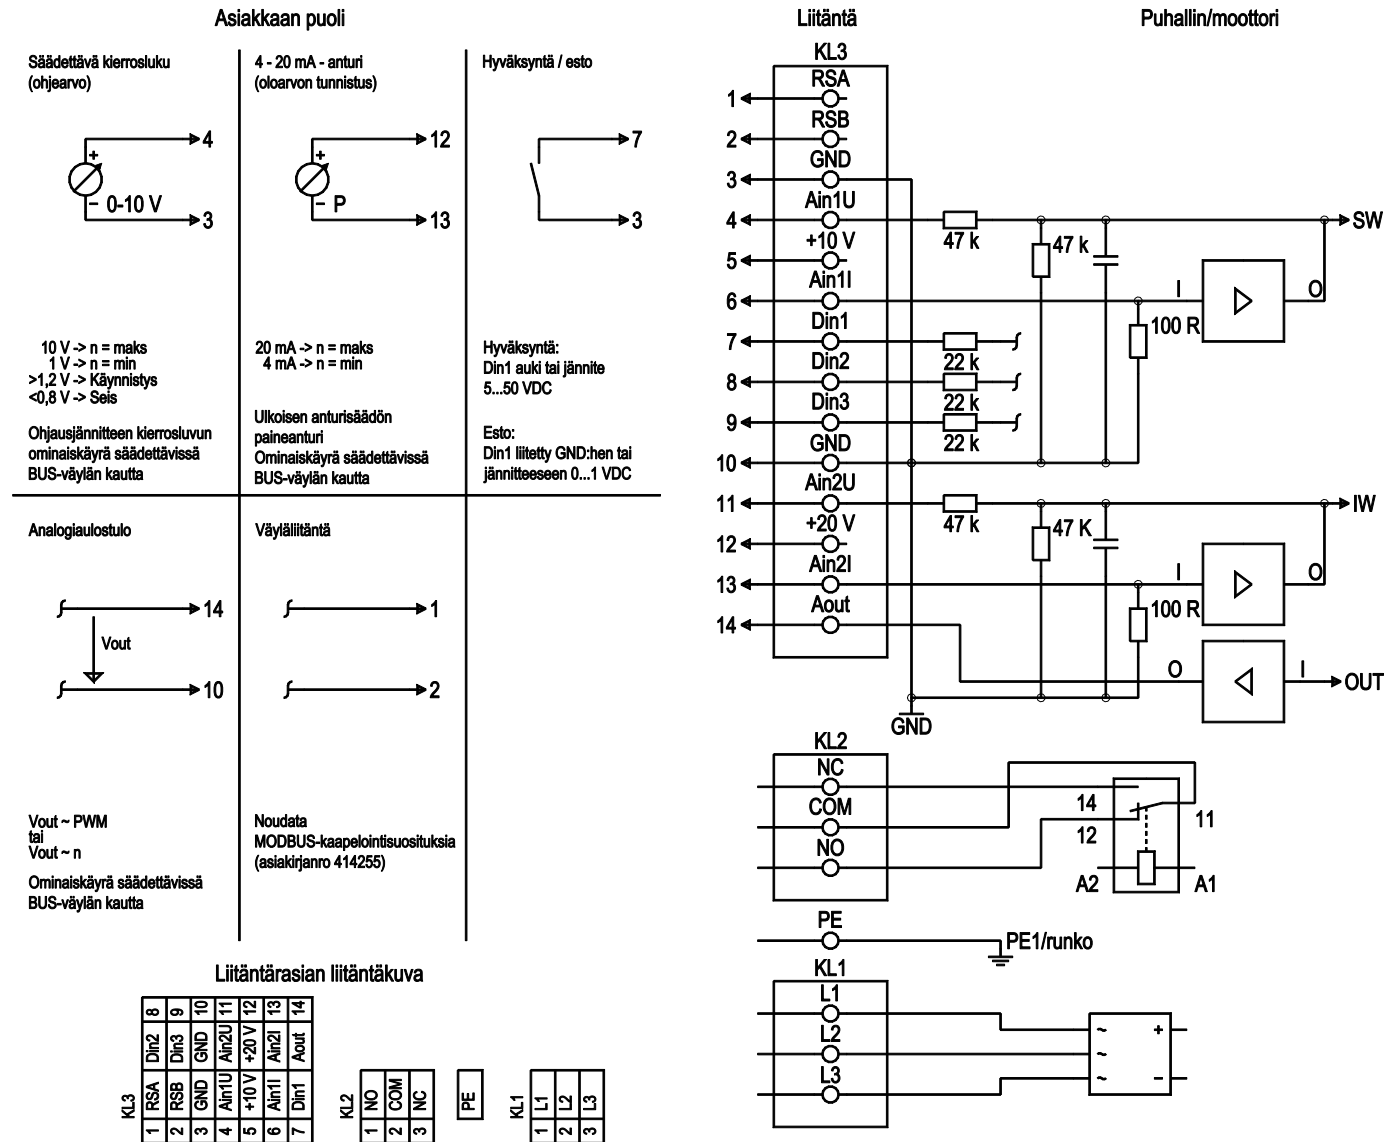 Asiakkaan puoli
Liitäntä
Puhallin/moottori
Säädettävä kierrosluku
(ohjearvo)
4
+
0-10 V
–
3
10 V -> n = maks
1 V -> n = min
>1,2 V -> Käynnistys
<0,8 V -> Seis
Ohjausjännitteen kierrosluvun
ominaiskäyrä säädettävissä
BUS-väylän kautta
4 - 20 mA - anturi
(oloarvon tunnistus)
12
+
– P
13
20 mA -> n = maks
4 mA -> n = min
Ulkoisen anturisäädön
paineanturi
Ominaiskäyrä säädettävissä
BUS-väylän kautta
Hyväksyntä / esto
7
3
Hyväksyntä:
Din1 auki tai jännite
5...50 VDC
Esto:
Din1 liitetty GND:hen tai
jännitteeseen 0...1 VDC
Analogiaulostulo
14
Vout
10
Vout ~ PWM
tai
Vout ~ n
Ominaiskäyrä säädettävissä
BUS-väylän kautta
Väyläliitäntä
1
2
Noudata
MODBUS-kaapelointisuosituksia
(asiakirjanro 414255)
KL3
RSA
1
RSB
2
GND
3
Ain1U
4
47 k
47 k
SW
+10 V
5
Ain1I
6
I
O
100 R
Din1
7
22 k
Din2
8
22 k
Din3
9
22 k
GND
10
Ain2U
11
47 k
47 K
IW
+20 V
12
Ain2I
13
I
O
100 R
Aout
14
O
I
OUT
GND
KL2
NC
COM
NO
14
12
11
A2
A1
PE
PE1/runko
KL1
L1
L2
L3
~
~
~
+
–
Liitäntärasian liitäntäkuva
KL3
1 RSA Din2 8
2 RSB Din3 9
3 GND GND 10
4 Ain1U Ain2U 11
5 +10 V +20 V 12
6 Ain1I Ain2I 13
7 Din1 Aout 14
KL2
1 NO
2 COM
3 NC
PE
KL1
1 L1
2 L2
3 L3